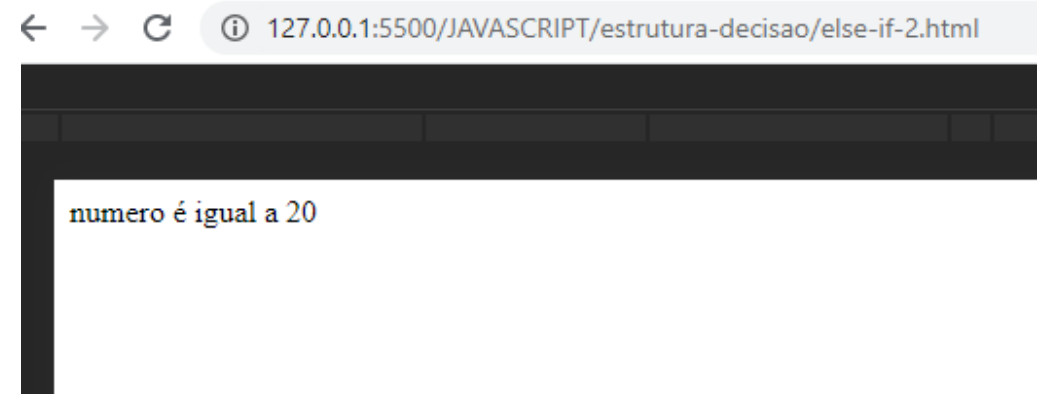 127.0.0.1:5500/JAVASCRIPT/estrutura-decisao/else-if-2.html
numero é igual a 20